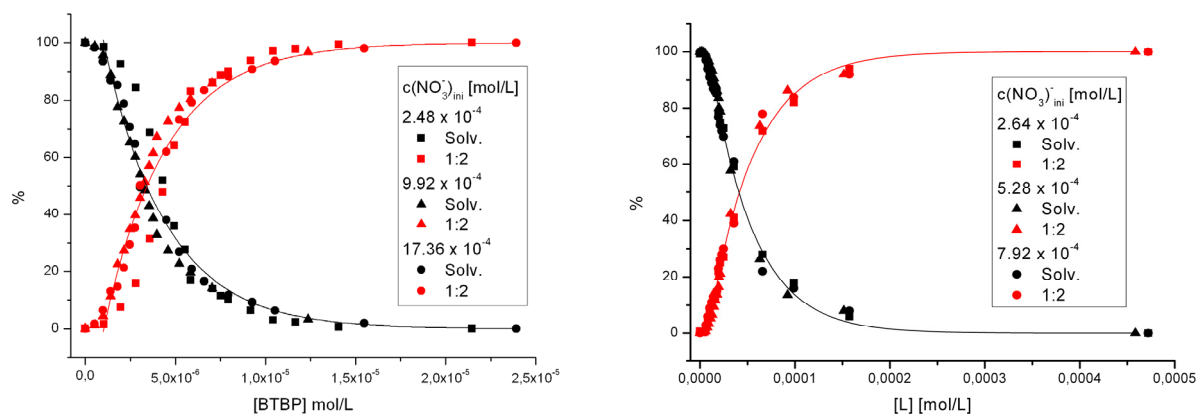 100
80
60
40
20
0
%
0,0
5,0x10⁻⁶
1,0x10⁻⁵
1,5x10⁻⁵
2,0x10⁻⁵
2,5x10⁻⁵
[BTBP] mol/L
c(NO₃⁻)ᵢₙᵢ [mol/L]
2.48 x 10⁻⁴
Solv.
1:2
9.92 x 10⁻⁴
Solv.
1:2
17.36 x 10⁻⁴
Solv.
1:2
100
80
60
40
20
0
%
0,0000
0,0001
0,0002
0,0003
0,0004
0,0005
[L] [mol/L]
c(NO₃)⁻ᵢₙᵢ [mol/L]
2.64 x 10⁻⁴
Solv.
1:2
5.28 x 10⁻⁴
Solv.
1:2
7.92 x 10⁻⁴
Solv.
1:2